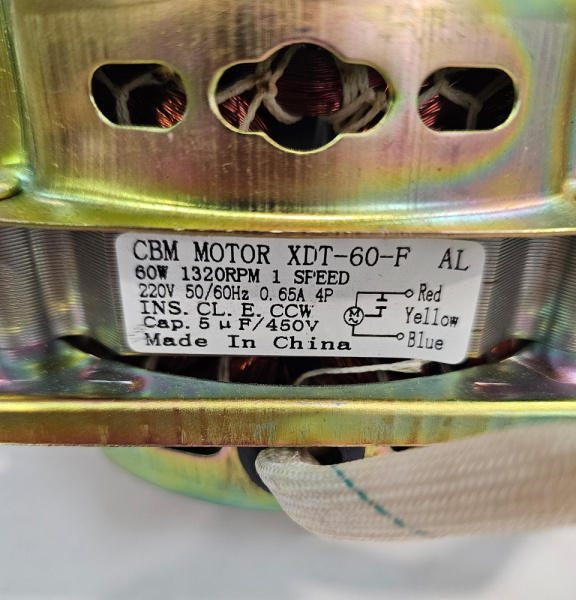 CBM MOTOR XDT-60-F AL
60W 1320RPM 1 SPEED
220V 50/60Hz 0.65A 4P
INS. CL. E. CCW
Cap. 5 μF/450V
Made In China
M
Red
Yellow
Blue